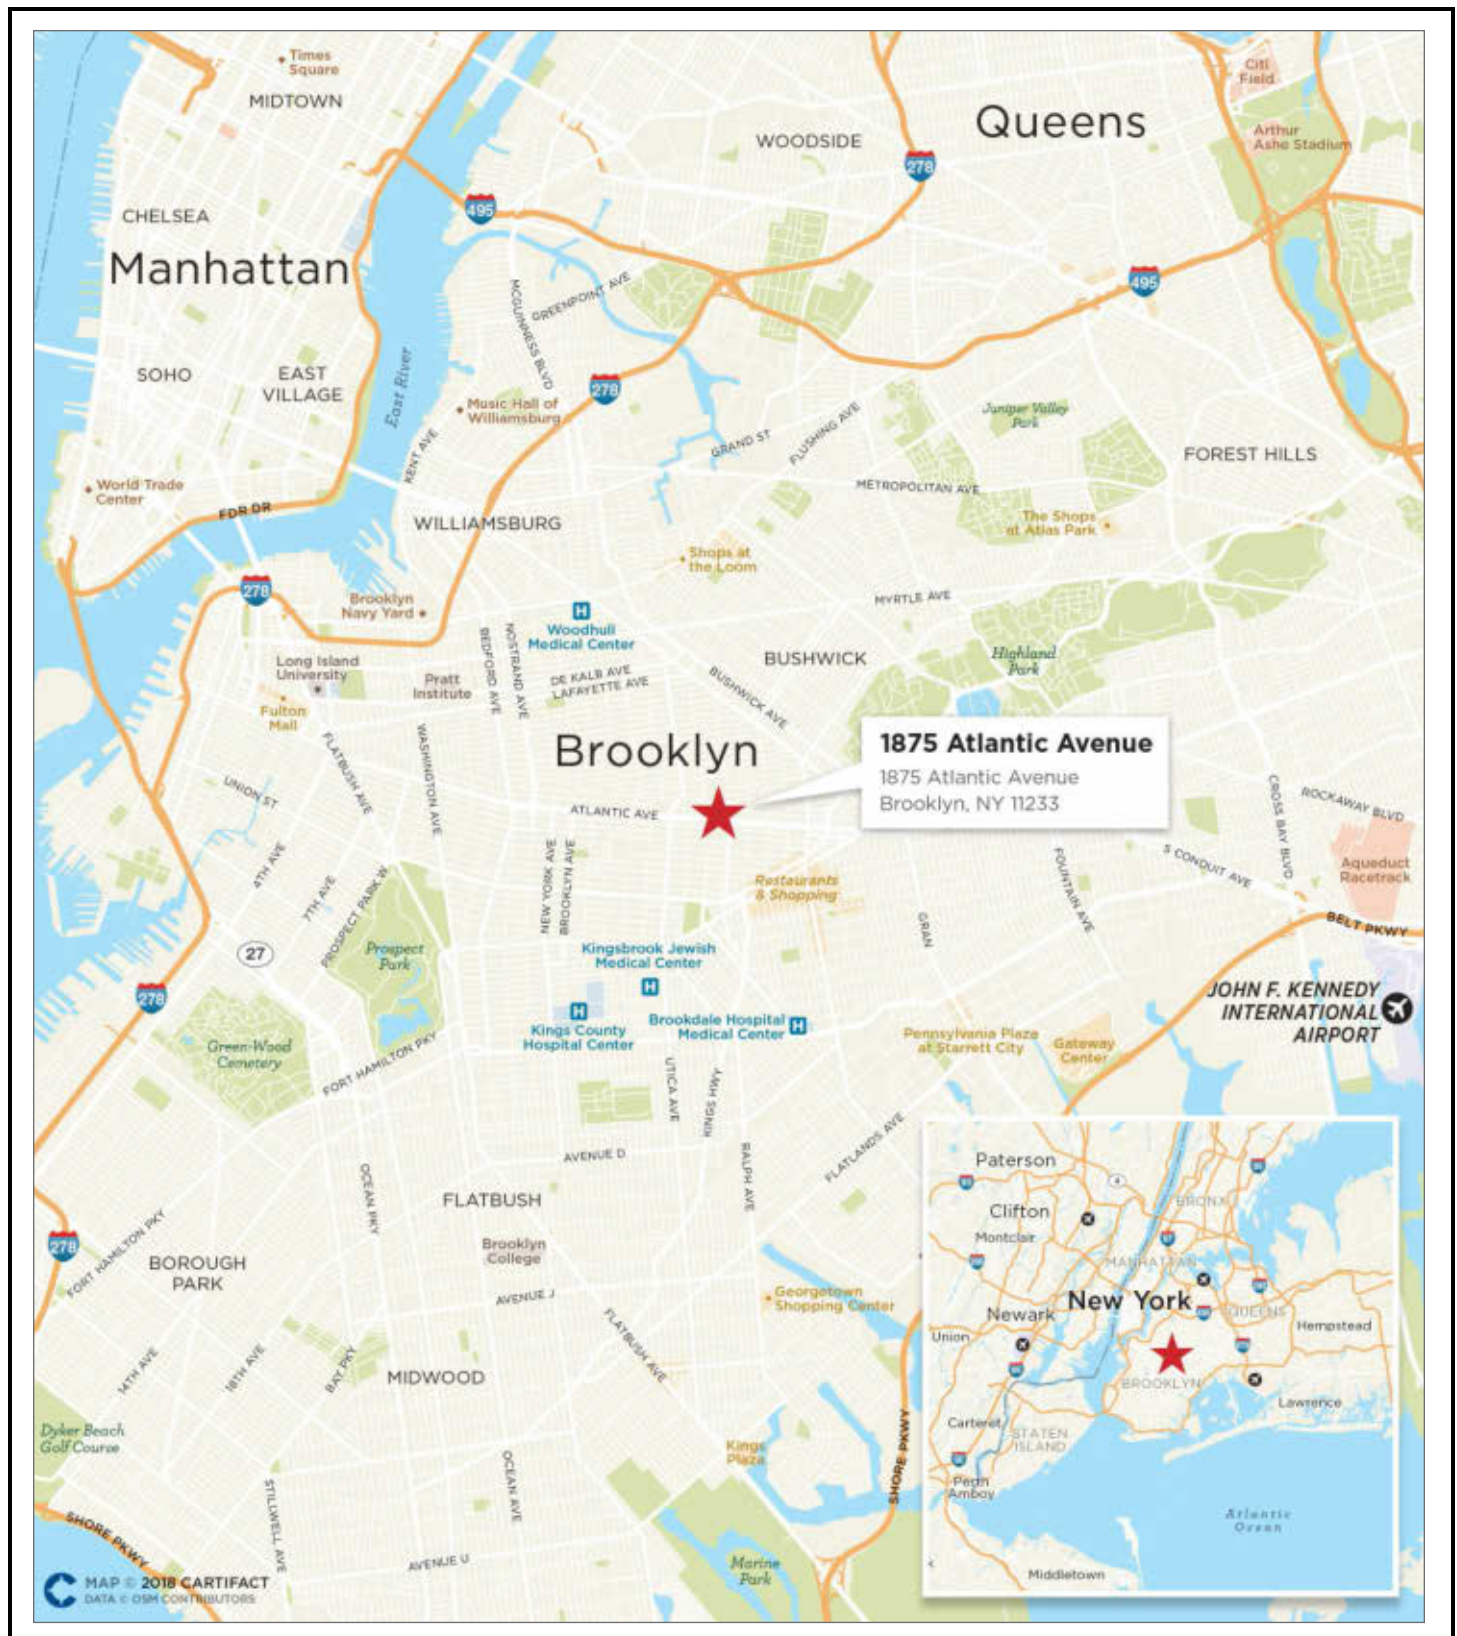 Times
Square
MIDTOWN
Citi
Field
Queens
WOODSIDE
Arthur
Ashe Stadium
278
495
CHELSEA
Manhattan
495
MCGUINNESS BLVD
GREENPOINT AVE
SOHO
EAST
VILLAGE
East River
278
Music Hall of
Williamsburg
Juniper Valley
Park
KENT AVE
GRAND ST
FLUSHING AVE
FOREST HILLS
World Trade
Center
METROPOLITAN AVE
FDR DR
WILLIAMSBURG
The Shops
at Atlas Park
Shops at
the Loom
278
Brooklyn
Navy Yard
H
Woodhull
Medical Center
MYRTLE AVE
BEDFORD AVE
NOSTRAND AVE
BUSHWICK
Highland
Park
Long Island
University
Pratt
Institute
DE KALB AVE
LAFAYETTE AVE
BUSHWICK AVE
Fulton
Mall
FLATBUSH AVE
WASHINGTON AVE
Brooklyn
1875 Atlantic Avenue
1875 Atlantic Avenue
Brooklyn, NY 11233
UNION ST
ATLANTIC AVE
CROSS BAY BLVD
ROCKAWAY BLVD
4TH AVE
7TH AVE
PROSPECT PARK W
NEW YORK AVE
BROOKLYN AVE
Restaurants
& Shopping
FOUNTAIN AVE
S CONDUIT AVE
Aqueduct
Racetrack
GRAN
BELT PKWY
27
Prospect
Park
Kingsbrook Jewish
Medical Center
H
278
JOHN F. KENNEDY
INTERNATIONAL
AIRPORT
H
Kings County
Hospital Center
Brookdale Hospital
Medical Center
H
Pennsylvania Plaza
at Starrett City
Gateway
Center
Green-Wood
Cemetery
FORT HAMILTON PKY
UTICA AVE
KINGS HWY
RALPH AVE
FLATLANDS AVE
AVENUE D
OCEAN PKY
FLATBUSH
278
FORT HAMILTON PKY
BOROUGH
PARK
Brooklyn
College
AVENUE J
FLATBUSH AVE
Georgetown
Shopping Center
14TH AVE
18TH AVE
BAY PKY
MIDWOOD
Dyker Beach
Golf Course
Kings
Plaza
SHORE PKWY
OCEAN AVE
STILLWELL AVE
SHORE PKWY
AVENUE U
Marine
Park
MAP © 2018 CARTIFACT
DATA © OSM CONTRIBUTORS
Paterson
4
BRONX
Clifton
Montclair
MANHATTAN
New York
Newark
QUEENS
Union
Hempstead
BROOKLYN
Lawrence
Carteret
STATEN
ISLAND
Perth
Amboy
Atlantic
Ocean
Middletown